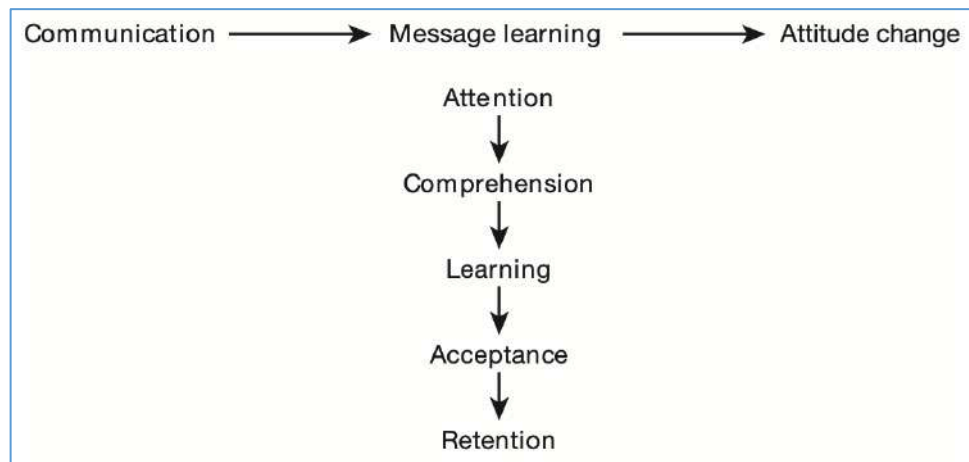 Communication Message learning Attitude change
Attention
Comprehension
Learning
Acceptance
Retention